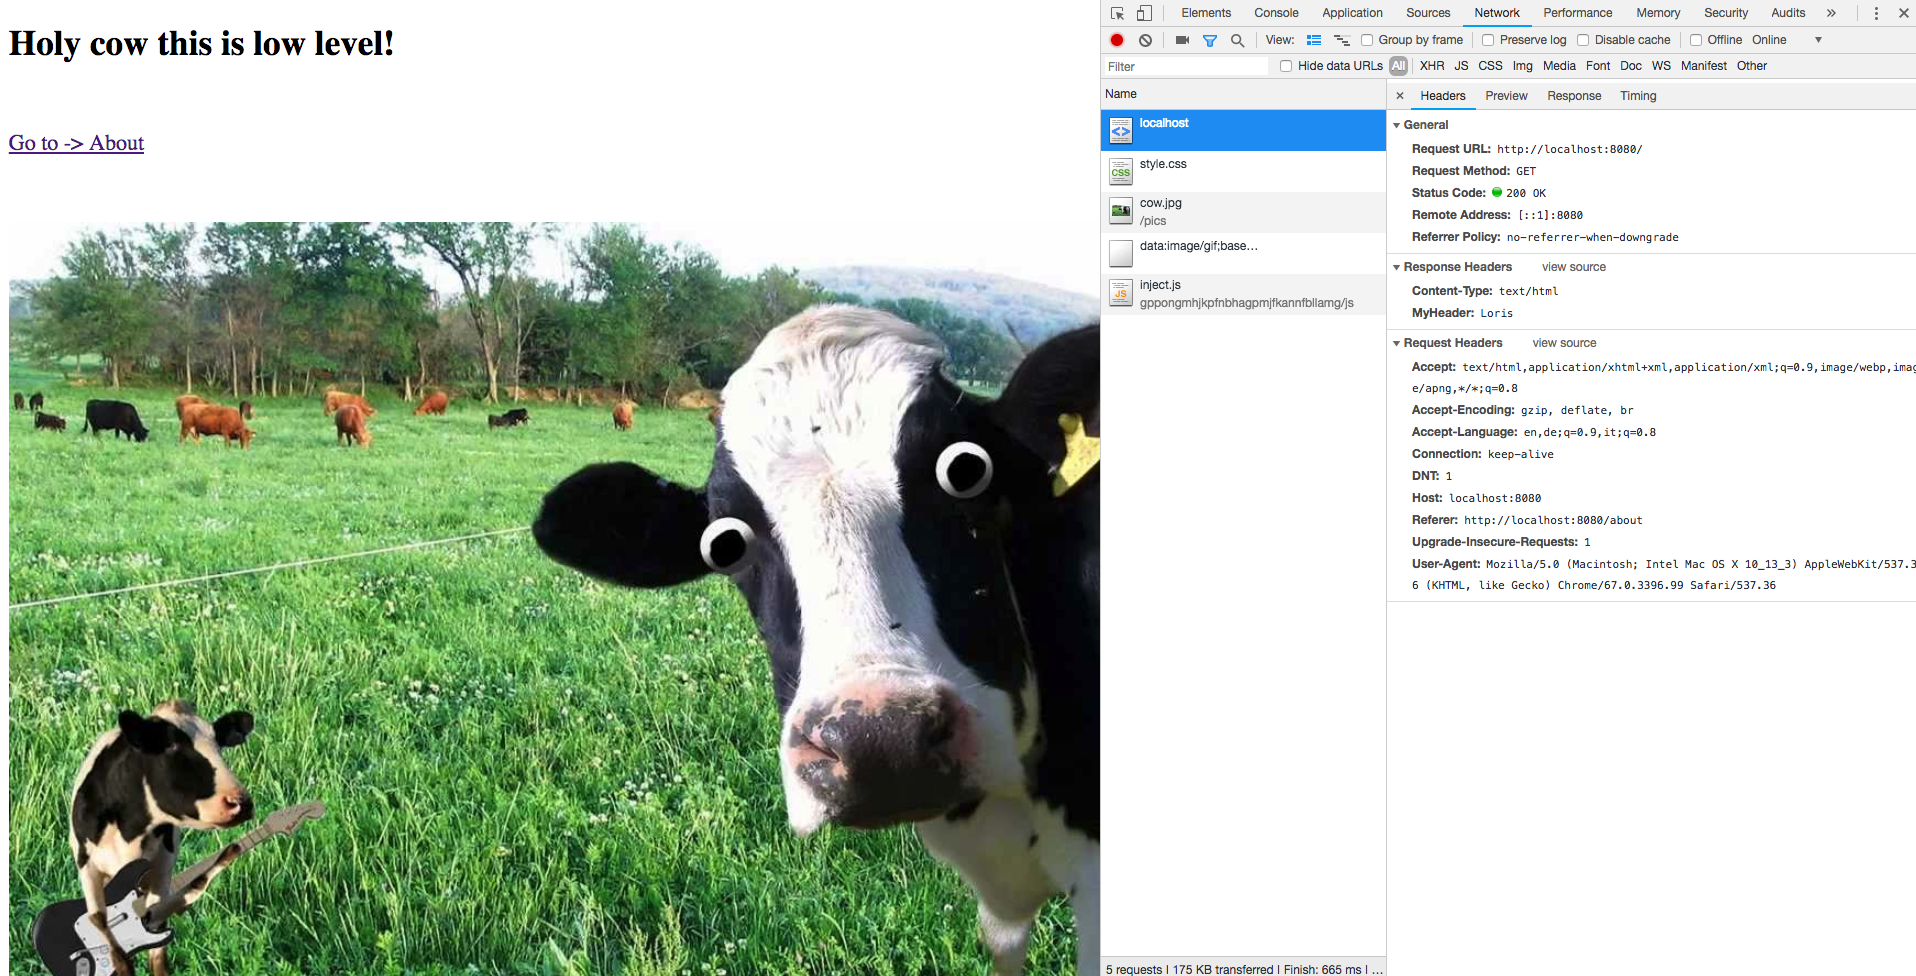 Holy cow this is low level!
Go to -> About
Elements Console Application Sources Network Performance Memory Security Audits »
View: Group by frame Preserve log Disable cache Offline Online ▼
Filter Hide data URLs All XHR JS CSS Img Media Font Doc WS Manifest Other
Name
localhost
style.css
cow.jpg
/pics
data:image/gif;base…
inject.js
gppongmhjkpfnbhagpmjfkannfbllamg/js
5 requests | 175 KB transferred | Finish: 665 ms | …
× Headers Preview Response Timing
▼ General
Request URL: http://localhost:8080/
Request Method: GET
Status Code: 200 OK
Remote Address: [::1]:8080
Referrer Policy: no-referrer-when-downgrade
▼ Response Headers view source
Content-Type: text/html
MyHeader: Loris
▼ Request Headers view source
Accept: text/html,application/xhtml+xml,application/xml;q=0.9,image/webp,imag
e/apng,*/*;q=0.8
Accept-Encoding: gzip, deflate, br
Accept-Language: en,de;q=0.9,it;q=0.8
Connection: keep-alive
DNT: 1
Host: localhost:8080
Referer: http://localhost:8080/about
Upgrade-Insecure-Requests: 1
User-Agent: Mozilla/5.0 (Macintosh; Intel Mac OS X 10_13_3) AppleWebKit/537.3
6 (KHTML, like Gecko) Chrome/67.0.3396.99 Safari/537.36